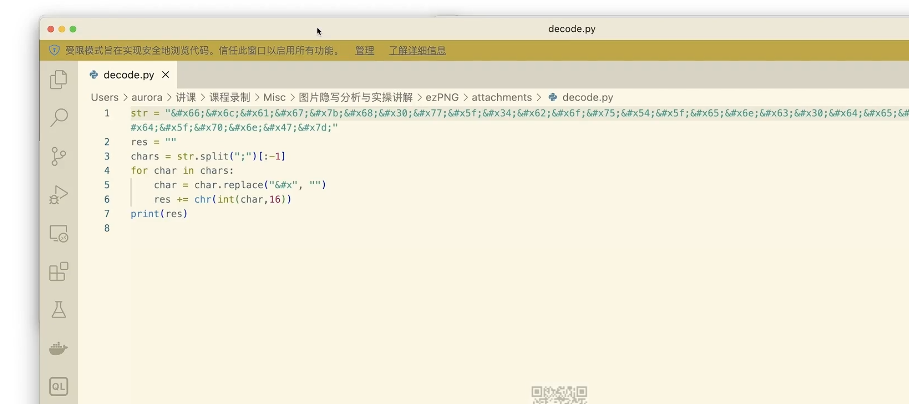 decode.py
受限模式旨在实现安全地浏览代码。信任此窗口以启用所有功能。 管理 了解详细信息
decode.py ×
Users > aurora > 讲课 > 课程录制 > Misc > 图片隐写分析与实操讲解 > ezPNG > attachments > decode.py
1 str = "&#x66;&#x6c;&#x61;&#x67;&#x7b;&#x68;&#x30;&#x77;&#x5f;&#x34;&#x62;&#x6f;&#x75;&#x54;&#x5f;&#x65;&#x6e;&#x63;&#x30;&#x64;&#x65;&
#x64;&#x5f;&#x70;&#x6e;&#x47;&#x7d;"
2 res = ""
3 chars = str.split(";")[:-1]
4 for char in chars:
5     char = char.replace("&#x", "")
6     res += chr(int(char,16))
7 print(res)
8
QL